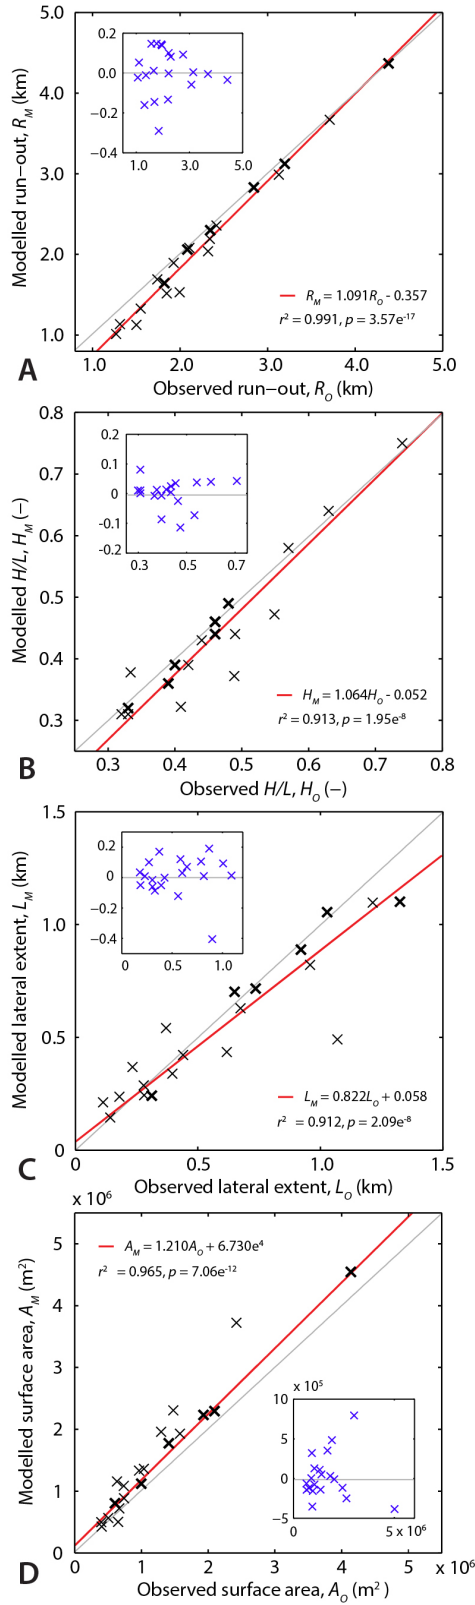 5.0
4.0
3.0
2.0
1.0
Modelled run−out, R_M (km)
0.2
0.0
−0.2
−0.4
1.0 3.0 5.0
R_M = 1.091R_O - 0.357
r² = 0.991, p = 3.57e⁻¹⁷
1.0 2.0 3.0 4.0 5.0
A
Observed run−out, R_O (km)
0.8
0.7
0.6
0.5
0.4
0.3
Modelled H/L, H_M (−)
0.2
0.1
0
-0.1
-0.2
0.3 0.5 0.7
H_M = 1.064H_O - 0.052
r² = 0.913, p = 1.95e⁻⁸
0.3 0.4 0.5 0.6 0.7 0.8
B
Observed H/L, H_O (−)
1.5
1.0
0.5
0
Modelled lateral extent, L_M (km)
0.2
0
−0.2
−0.4
0 0.5 1.0
L_M = 0.822L_O + 0.058
r² = 0.912, p = 2.09e⁻⁸
0 0.5 1.0 1.5
C
Observed lateral extent, L_O (km)
x 10⁶
5
4
3
2
1
0
Modelled surface area, A_M (m²)
A_M = 1.210A_O + 6.730e⁴
r² = 0.965, p = 7.06e⁻¹²
x 10⁵
10
5
0
−5
0 5 x 10⁶
0 1 2 3 4 5 x 10⁶
D
Observed surface area, A_O (m² )